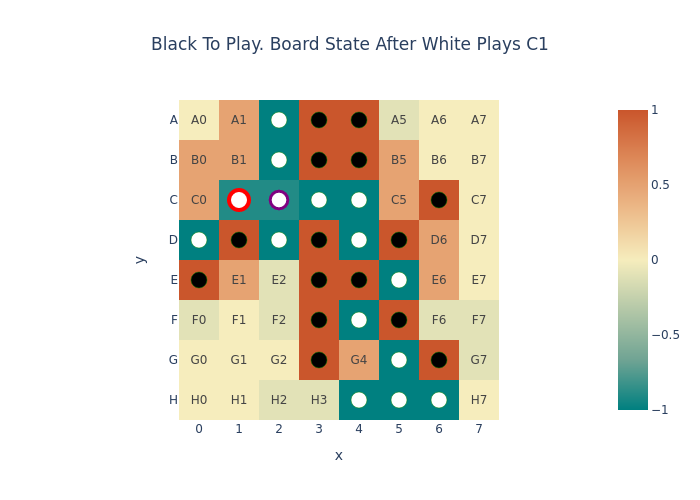 Black To Play. Board State After White Plays C1
A A0 A1 A5 A6 A7
B B0 B1 B5 B6 B7
C C0 C5 C7
D D6 D7
E E1 E2 E6 E7
F F0 F1 F2 F6 F7
G G0 G1 G2 G4 G7
H H0 H1 H2 H3 H7
0 1 2 3 4 5 6 7
x
y
1
0.5
0
−0.5
−1